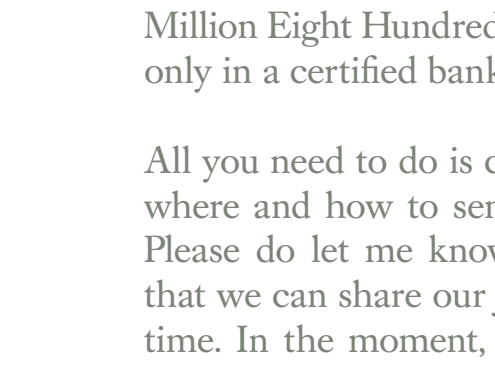 Million Eight Hundred
only in a certified bank
All you need to do is
where and how to
Please do let me know
that we can share our
time. In the moment,